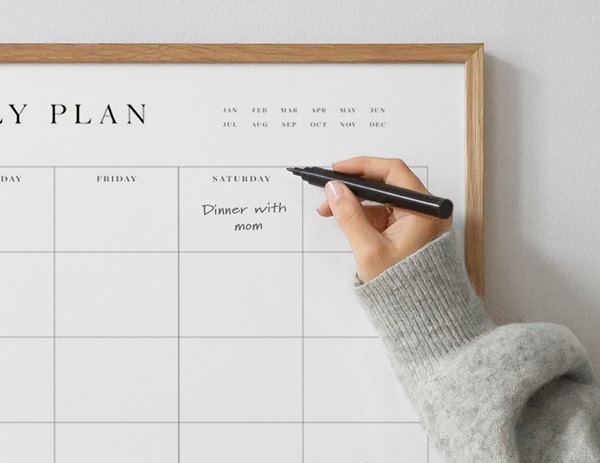 LY PLAN
JAN FEB MAR APR MAY JUN
JUL AUG SEP OCT NOV DEC
DAY FRIDAY SATURDAY
Dinner with
mom